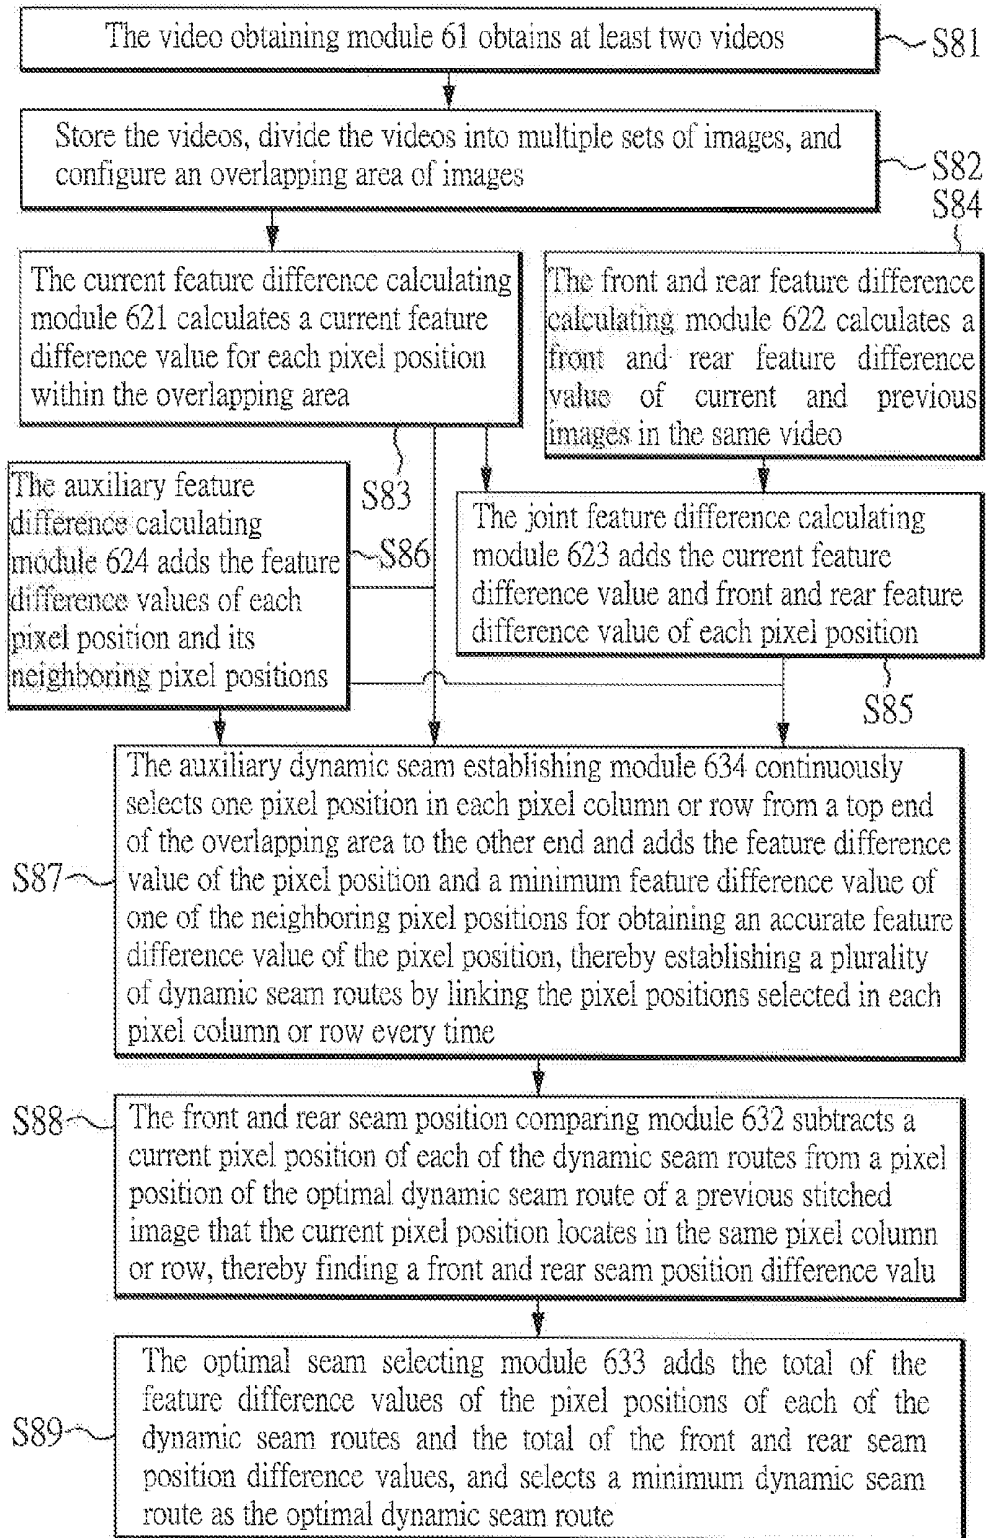 The video obtaining module 61 obtains at least two videos
S81
Store the videos, divide the videos into multiple sets of images, and
configure an overlapping area of images
S82
S84
The current feature difference calculating
module 621 calculates a current feature
difference value for each pixel position
within the overlapping area
S83
The front and rear feature difference
calculating module 622 calculates a
front and rear feature difference
value of current and previous
images in the same video
The auxiliary feature
difference calculating
module 624 adds the feature
difference values of each
pixel position and its
neighboring pixel positions
S86
The joint feature difference calculating
module 623 adds the current feature
difference value and front and rear feature
difference value of each pixel position
S85
The auxiliary dynamic seam establishing module 634 continuously
selects one pixel position in each pixel column or row from a top end
of the overlapping area to the other end and adds the feature difference
value of the pixel position and a minimum feature difference value of
one of the neighboring pixel positions for obtaining an accurate feature
difference value of the pixel position, thereby establishing a plurality
of dynamic seam routes by linking the pixel positions selected in each
pixel column or row every time
S87
S88
The front and rear seam position comparing module 632 subtracts a
current pixel position of each of the dynamic seam routes from a pixel
position of the optimal dynamic seam route of a previous stitched
image that the current pixel position locates in the same pixel column
or row, thereby finding a front and rear seam position difference valu
The optimal seam selecting module 633 adds the total of the
feature difference values of the pixel positions of each of the
dynamic seam routes and the total of the front and rear seam
position difference values, and selects a minimum dynamic seam
route as the optimal dynamic seam route
S89